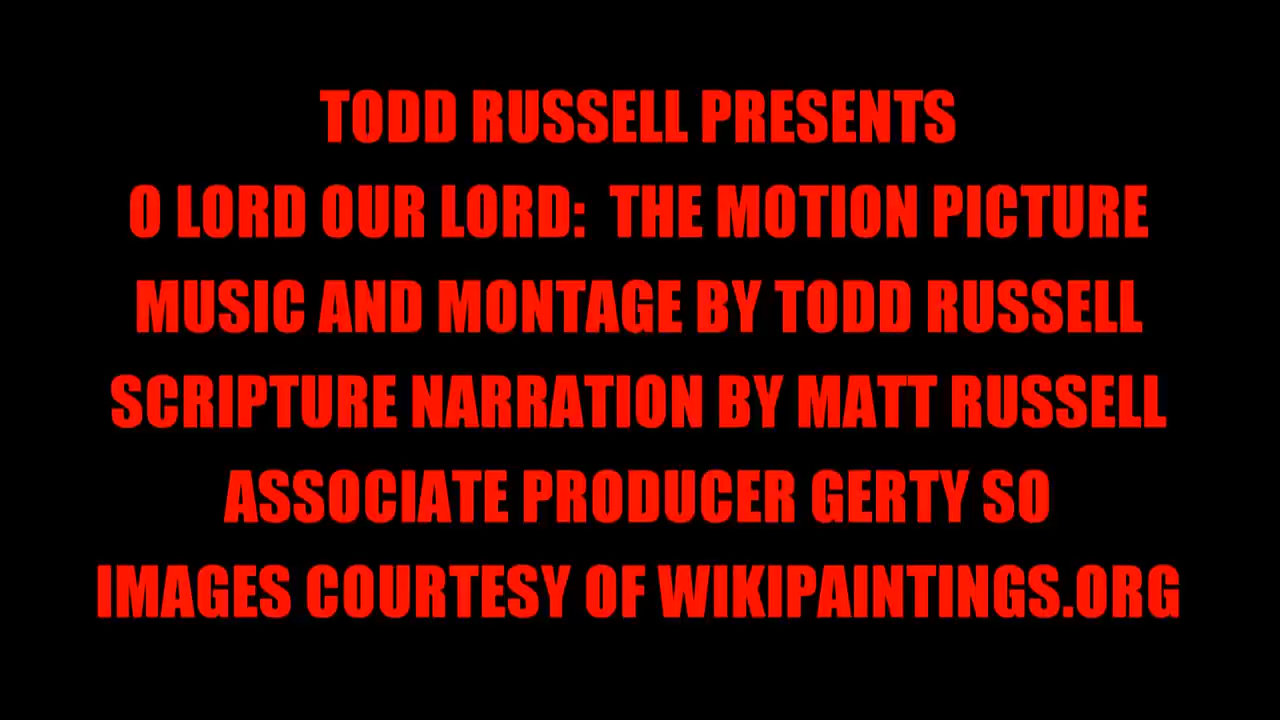 TODD RUSSELL PRESENTS
O LORD OUR LORD:  THE MOTION PICTURE
MUSIC AND MONTAGE BY TODD RUSSELL
SCRIPTURE NARRATION BY MATT RUSSELL
ASSOCIATE PRODUCER GERTY SO
IMAGES COURTESY OF WIKIPAINTINGS.ORG